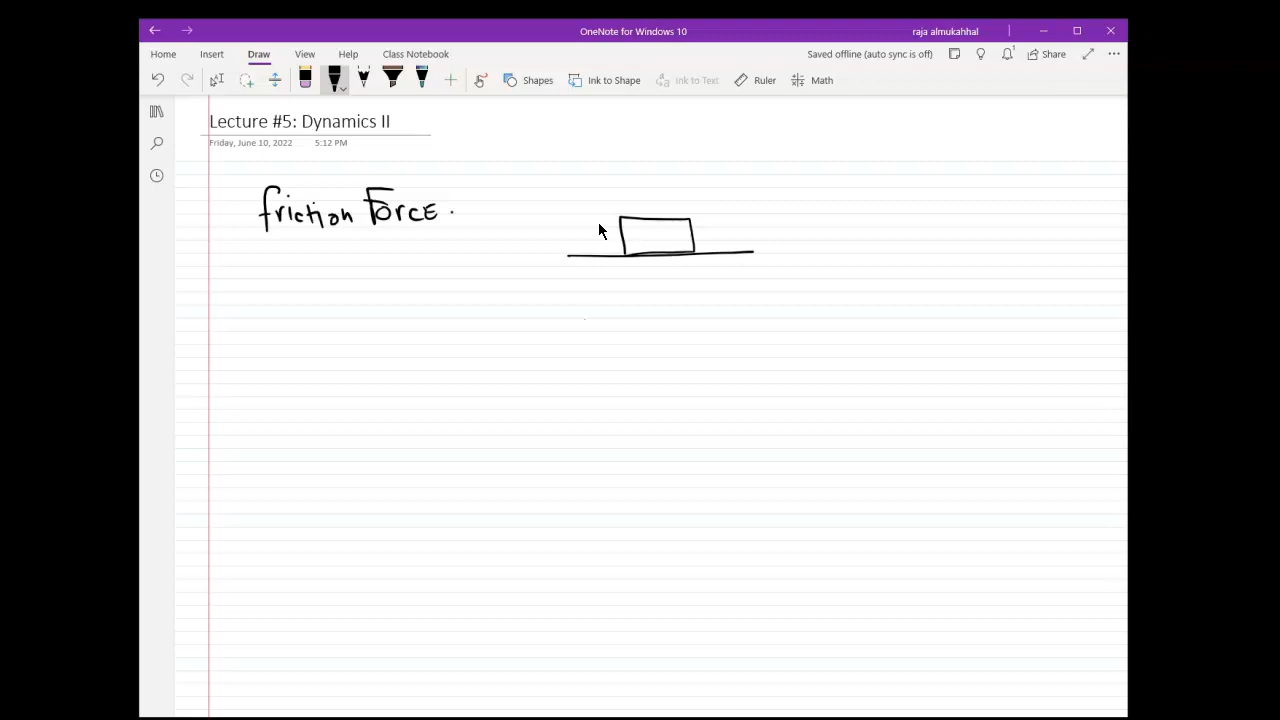 OneNote for Windows 10
raja almukahhal
Home Insert Draw View Help Class Notebook
Saved offline (auto sync is off) 1 Share
Shapes Ink to Shape Ink to Text Ruler Math
Lecture #5: Dynamics II
Friday, June 10, 2022 5:12 PM
friction Force.